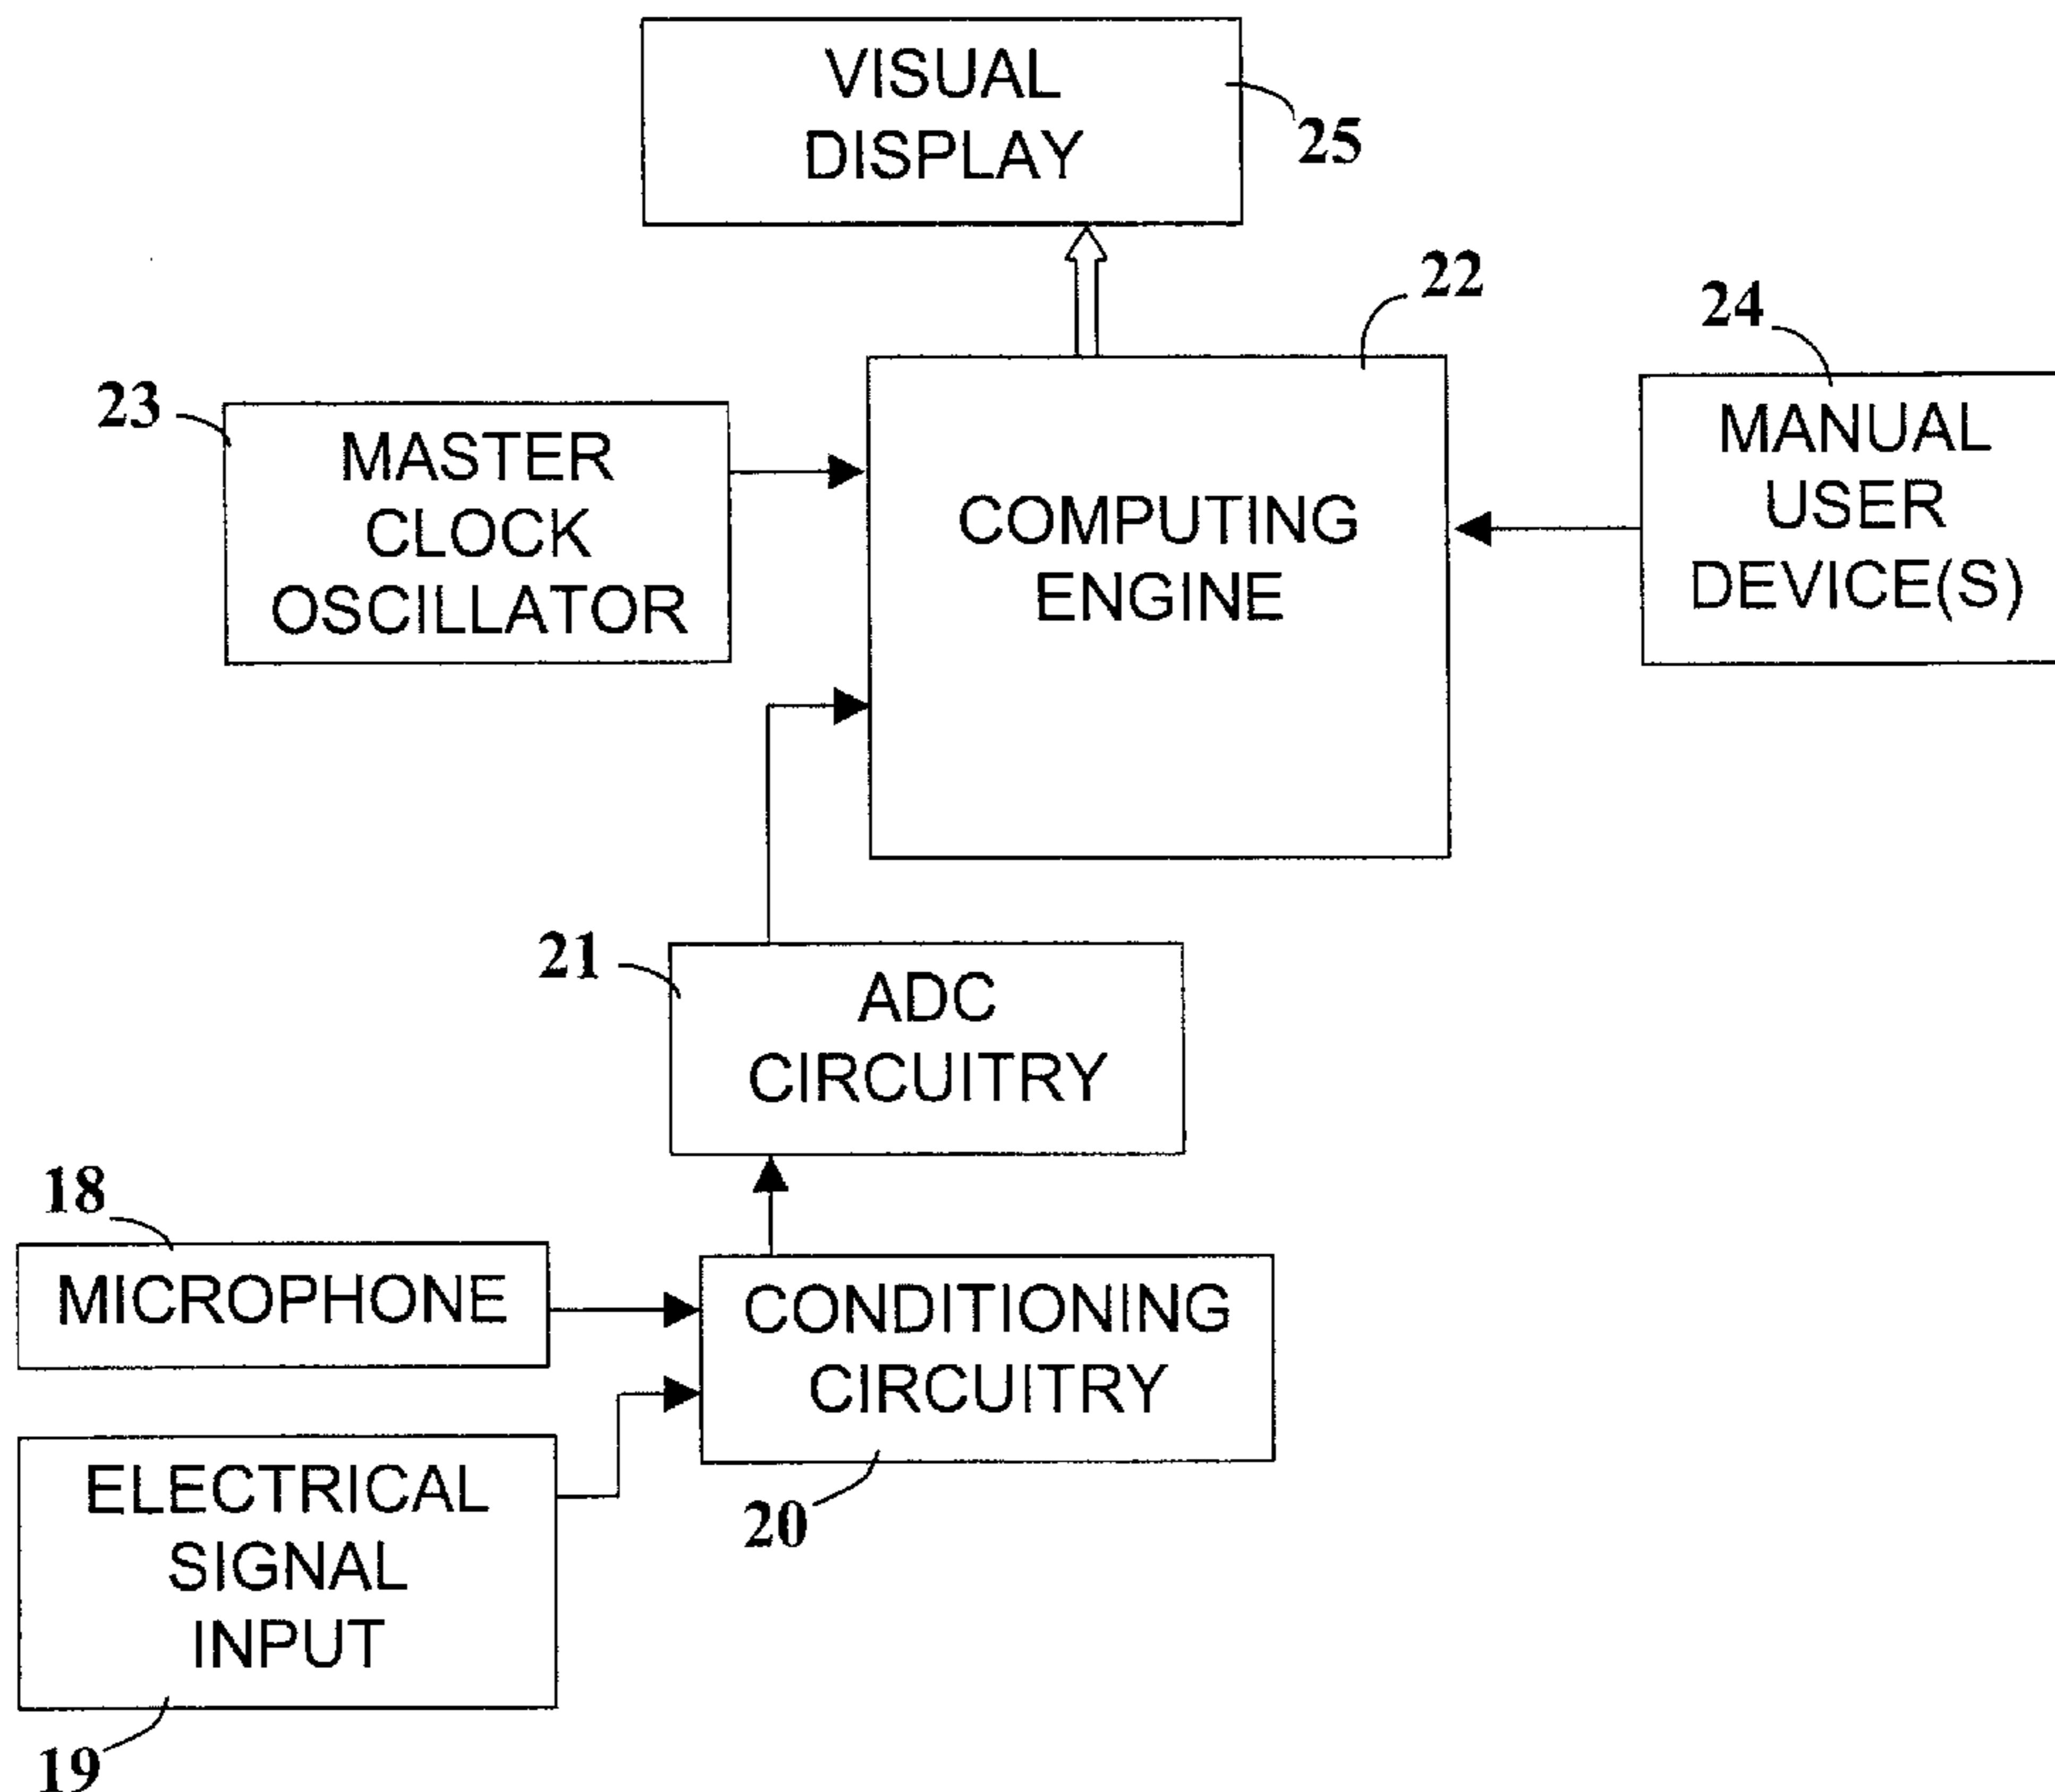 VISUAL
DISPLAY
25
22
24
23
MASTER
CLOCK
OSCILLATOR
COMPUTING
ENGINE
MANUAL
USER
DEVICE(S)
21
ADC
CIRCUITRY
18
MICROPHONE
CONDITIONING
CIRCUITRY
20
ELECTRICAL
SIGNAL
INPUT
19